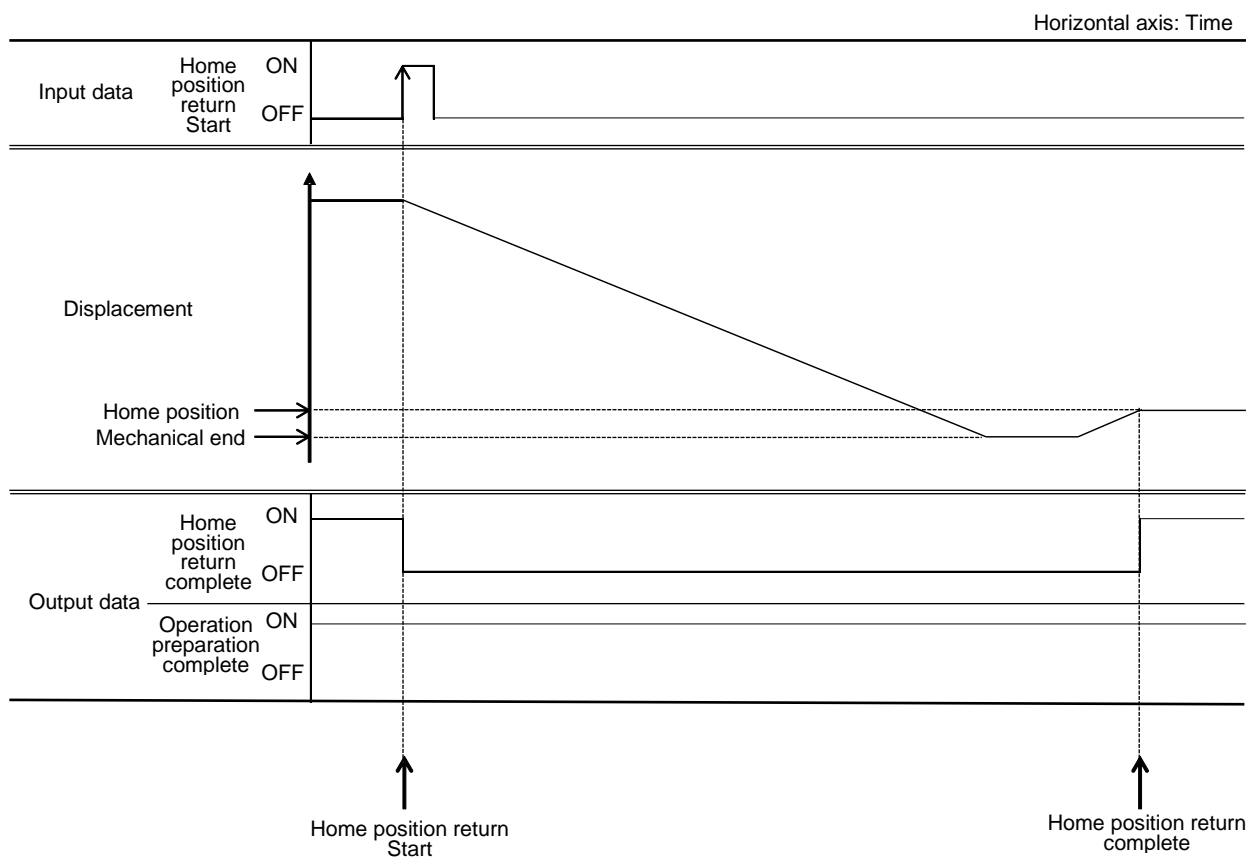 Horizontal axis: Time
Input data
Home
position
return
Start
ON
OFF
Displacement
Home position
Mechanical end
Output data
Home
position
return
complete
ON
OFF
Operation
preparation
complete
ON
OFF
Home position return
Start
Home position return
complete